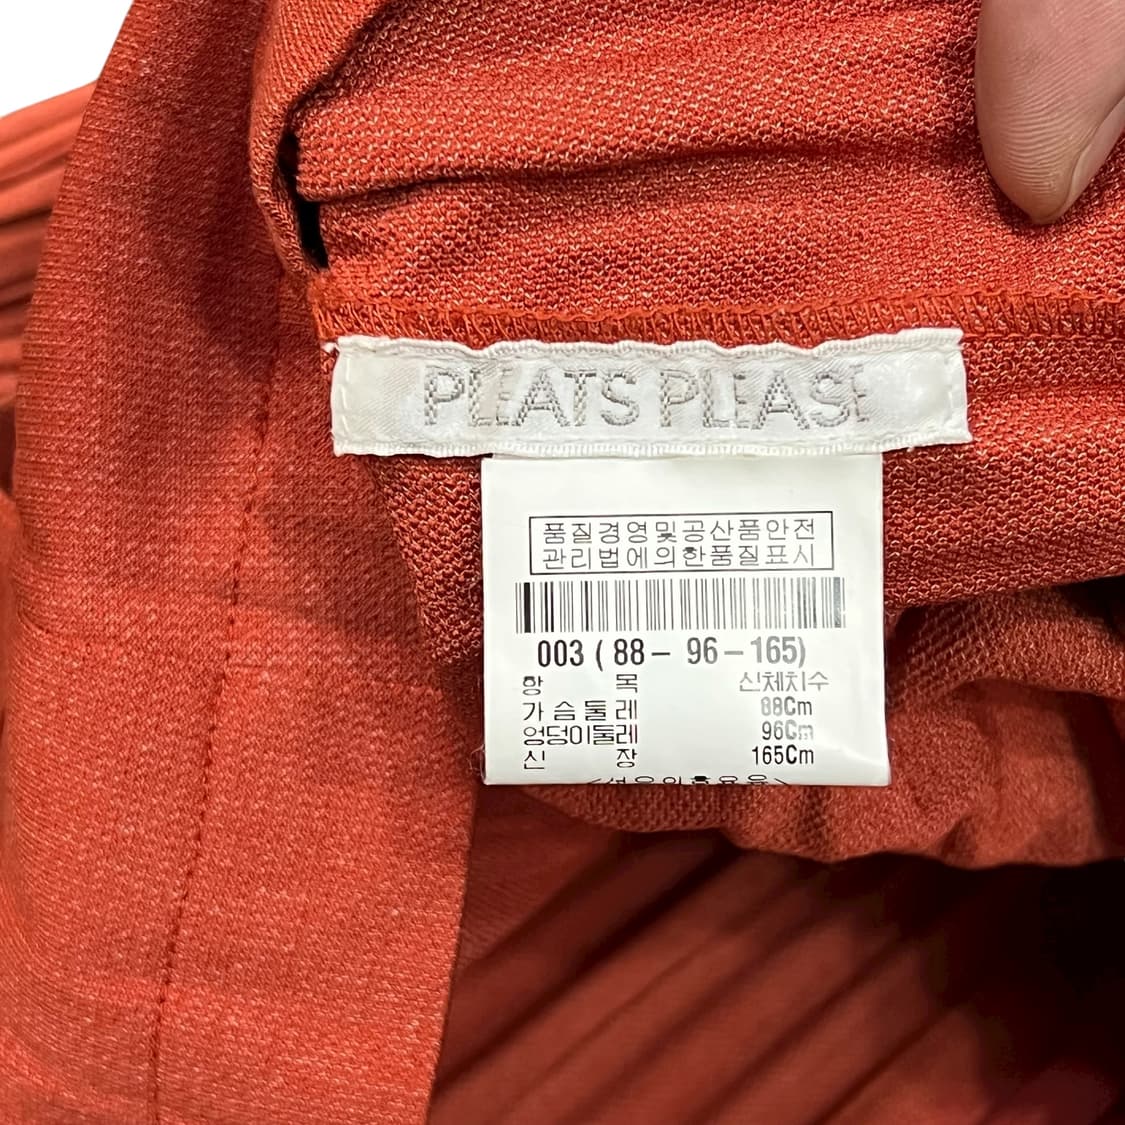 PLEATS PLEASE
품질경영및공산품안전
관리법에의한품질표시
003 ( 88 - 96 - 165)
항 목 신체치수
가슴둘레 88Cm
엉덩이둘레 96Cm
신 장 165Cm